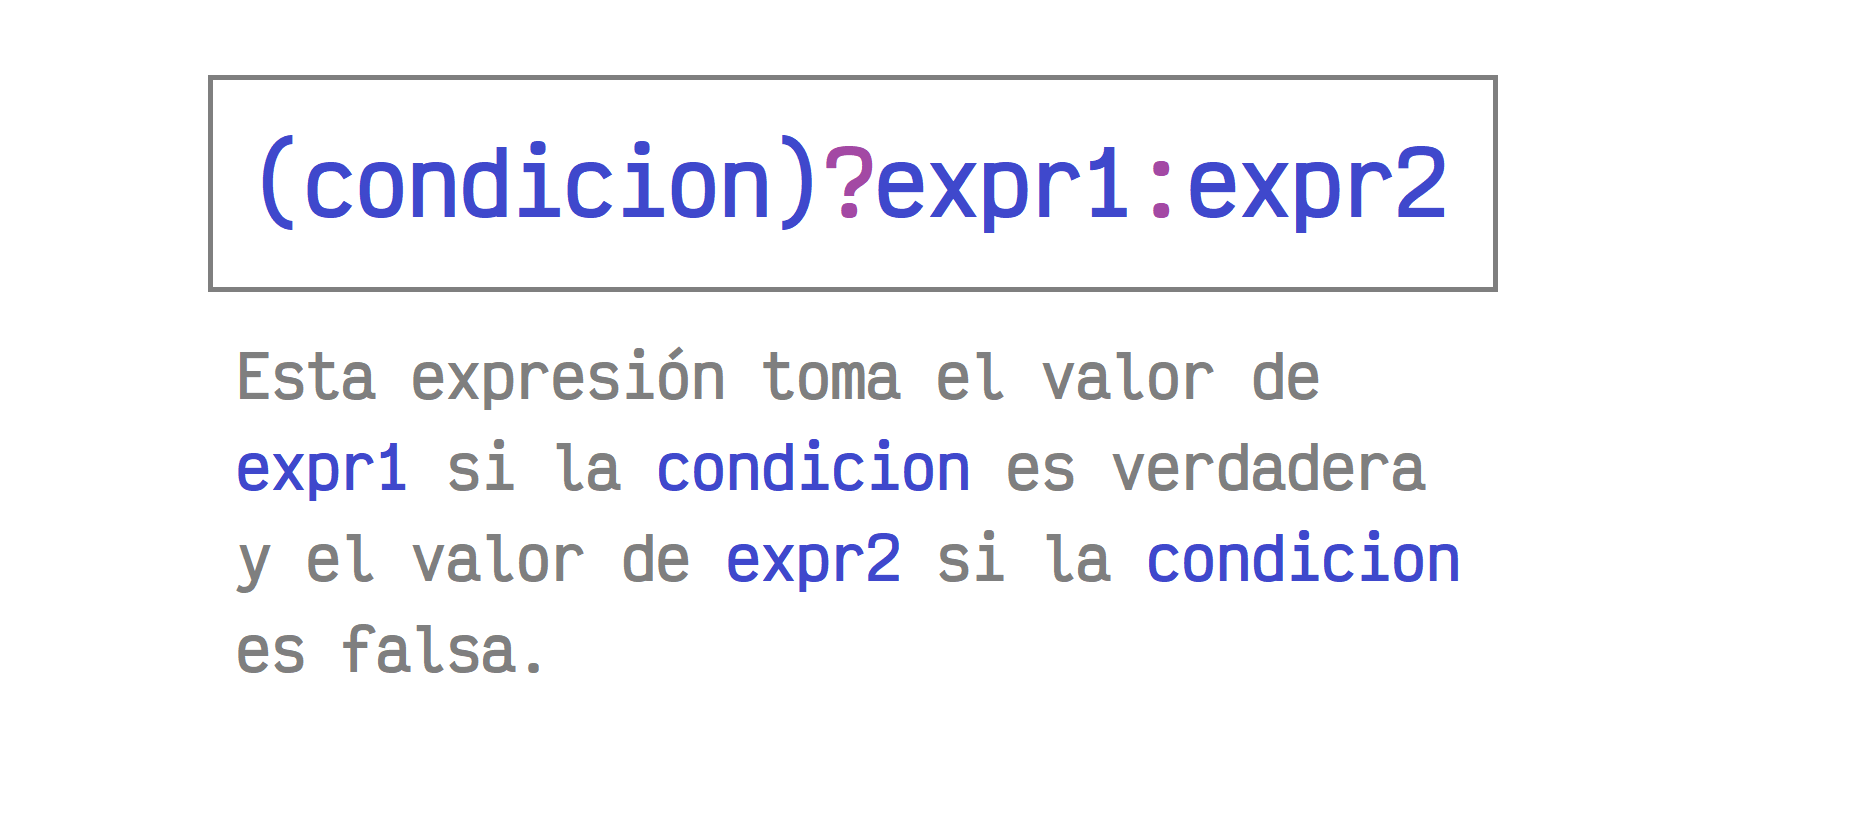 (condicion)?expr1:expr2
Esta expresión toma el valor de
expr1 si la condicion es verdadera
y el valor de expr2 si la condicion
es falsa.